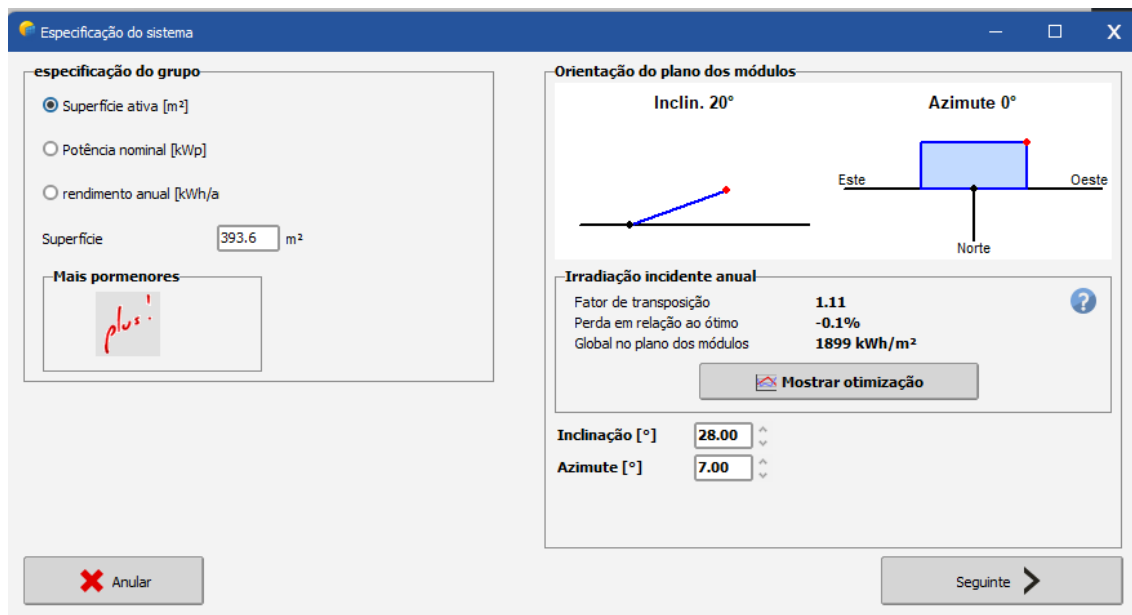 Especificação do sistema
especificação do grupo
Superfície ativa [m²]
Potência nominal [kWp]
rendimento anual [kWh/a
Superfície 393.6 m²
Mais pormenores
plus!
Orientação do plano dos módulos
Inclin. 20° Azimute 0°
Este Oeste
Norte
Irradiação incidente anual
Fator de transposição 1.11
Perda em relação ao ótimo -0.1%
Global no plano dos módulos 1899 kWh/m²
?
Mostrar otimização
Inclinação [°] 28.00
Azimute [°] 7.00
Anular
Seguinte